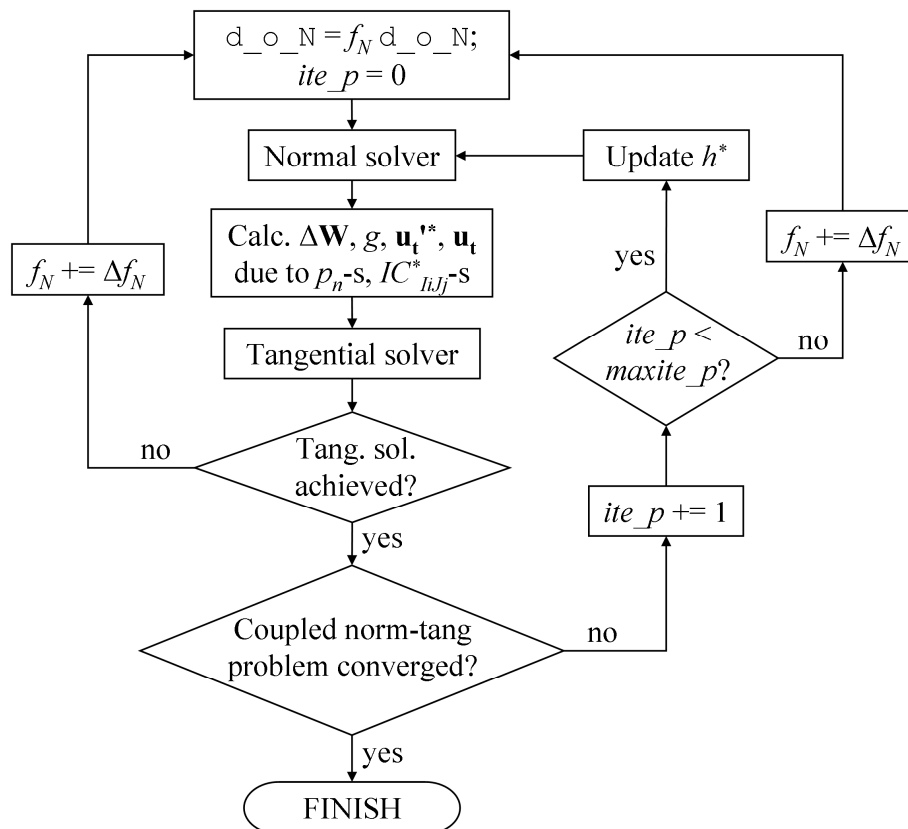 d_o_N = f_N d_o_N;
ite_p = 0
Normal solver
Update h*
Calc. ΔW, g, u_t'*, u_t
due to p_n-s, IC*_IiJj-s
f_N += Δf_N
f_N += Δf_N
yes
Tangential solver
ite_p <
maxite_p?
no
no
Tang. sol.
achieved?
ite_p += 1
yes
Coupled norm-tang
problem converged?
no
yes
FINISH